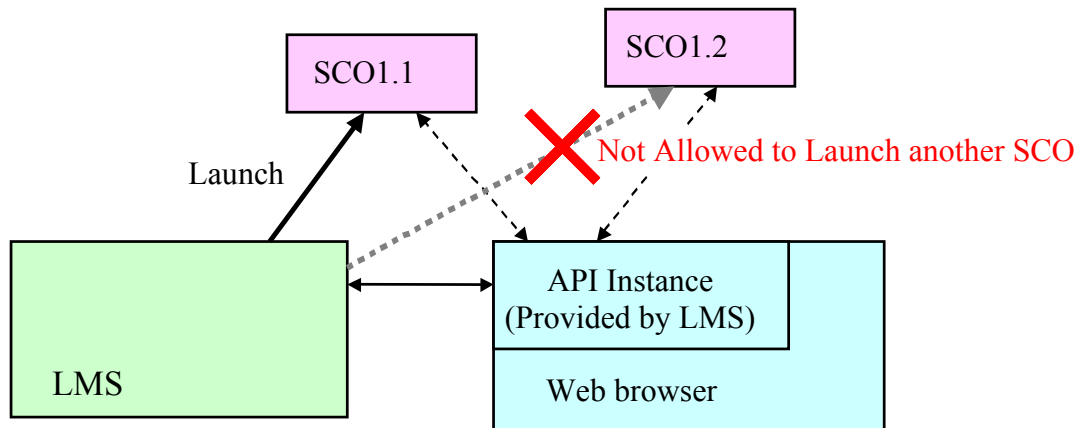 SCO1.1
SCO1.2
Not Allowed to Launch another SCO
Launch
API Instance
(Provided by LMS)
LMS
Web browser